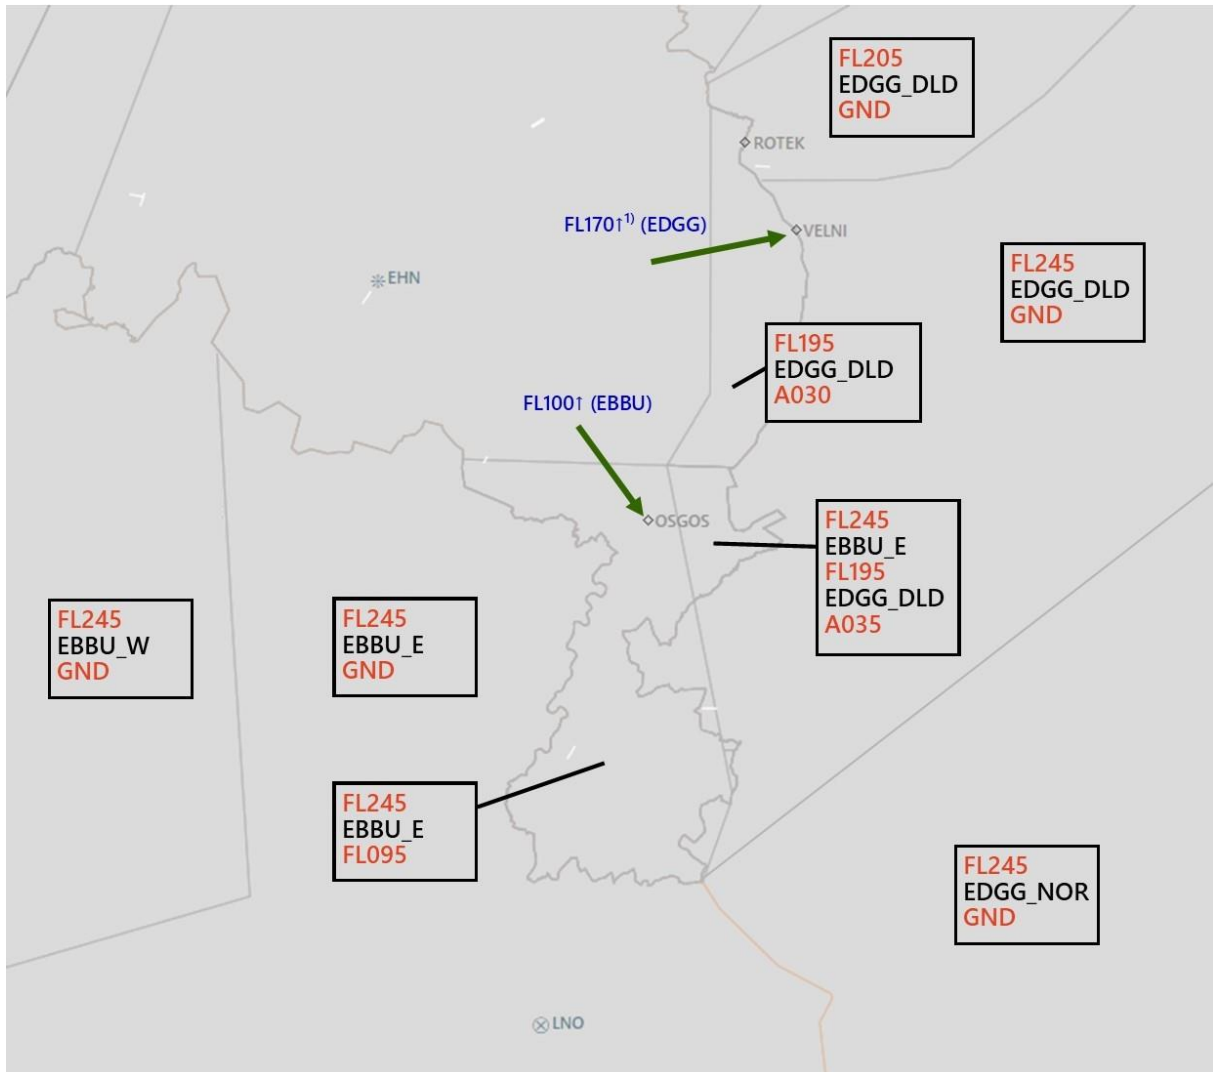 FL205
EDGG_DLD
GND
ROTEK
FL170↑¹⁾ (EDGG)
VELNI
EHN
FL245
EDGG_DLD
GND
FL195
EDGG_DLD
A030
FL100↑ (EBBU)
OSGOS
FL245
EBBU_E
FL195
EDGG_DLD
A035
FL245
EBBU_W
GND
FL245
EBBU_E
GND
FL245
EBBU_E
FL095
FL245
EDGG_NOR
GND
LNO